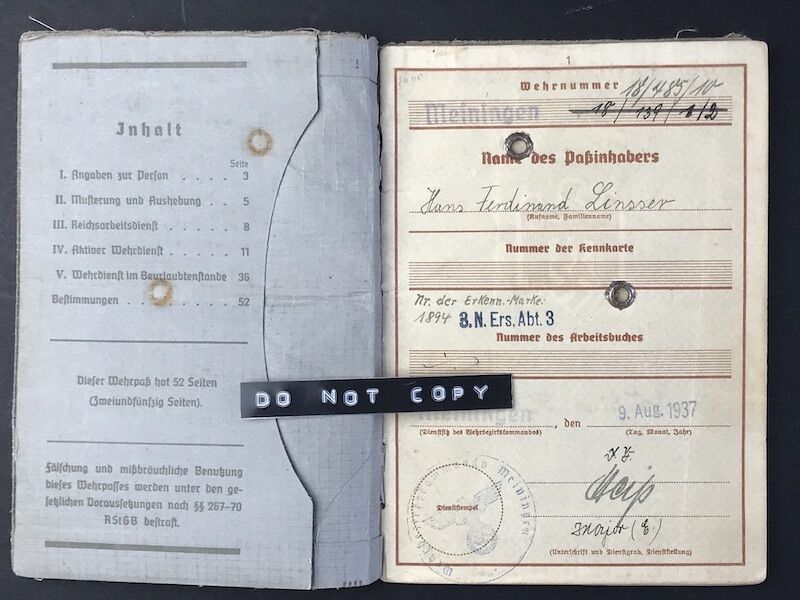 Inhalt
Seite
I. Angaben zur Person . . . . . 3
II. Musterung und Aushebung . . 5
III. Reichsarbeitsdienst . . . . 8
IV. Aktiver Wehrdienst . . . . 11
V. Wehrdienst im Beurlaubtenstande 36
Bestimmungen . . . . . 52
Dieser Wehrpaß hat 52 Seiten
(Zweiundfünfzig Seiten).
Fälschung und mißbräuchliche Benutzung
dieses Wehrpasses werden unter den ge-
setzlichen Voraussetzungen nach §§ 267-70
RStGB bestraft.
DO NOT COPY
1
Wehrnummer 18/485/10
Meiningen 18/139/1/2
Name des Paßinhabers
Hans Ferdinand Linsser
(Rufname, Familienname)
Nummer der Kennkarte
Nr. der Erkenn.-Marke:
1894 B.N. Ers. Abt. 3
Nummer des Arbeitsbuches
Meiningen, den 9. Aug. 1937
(Dienstsitz des Wehrbezirkskommandos) (Tag, Monat, Jahr)
Major (E.)
Dienststempel
Meiningen
(Unterschrift und Dienstgrad, Dienststellung)